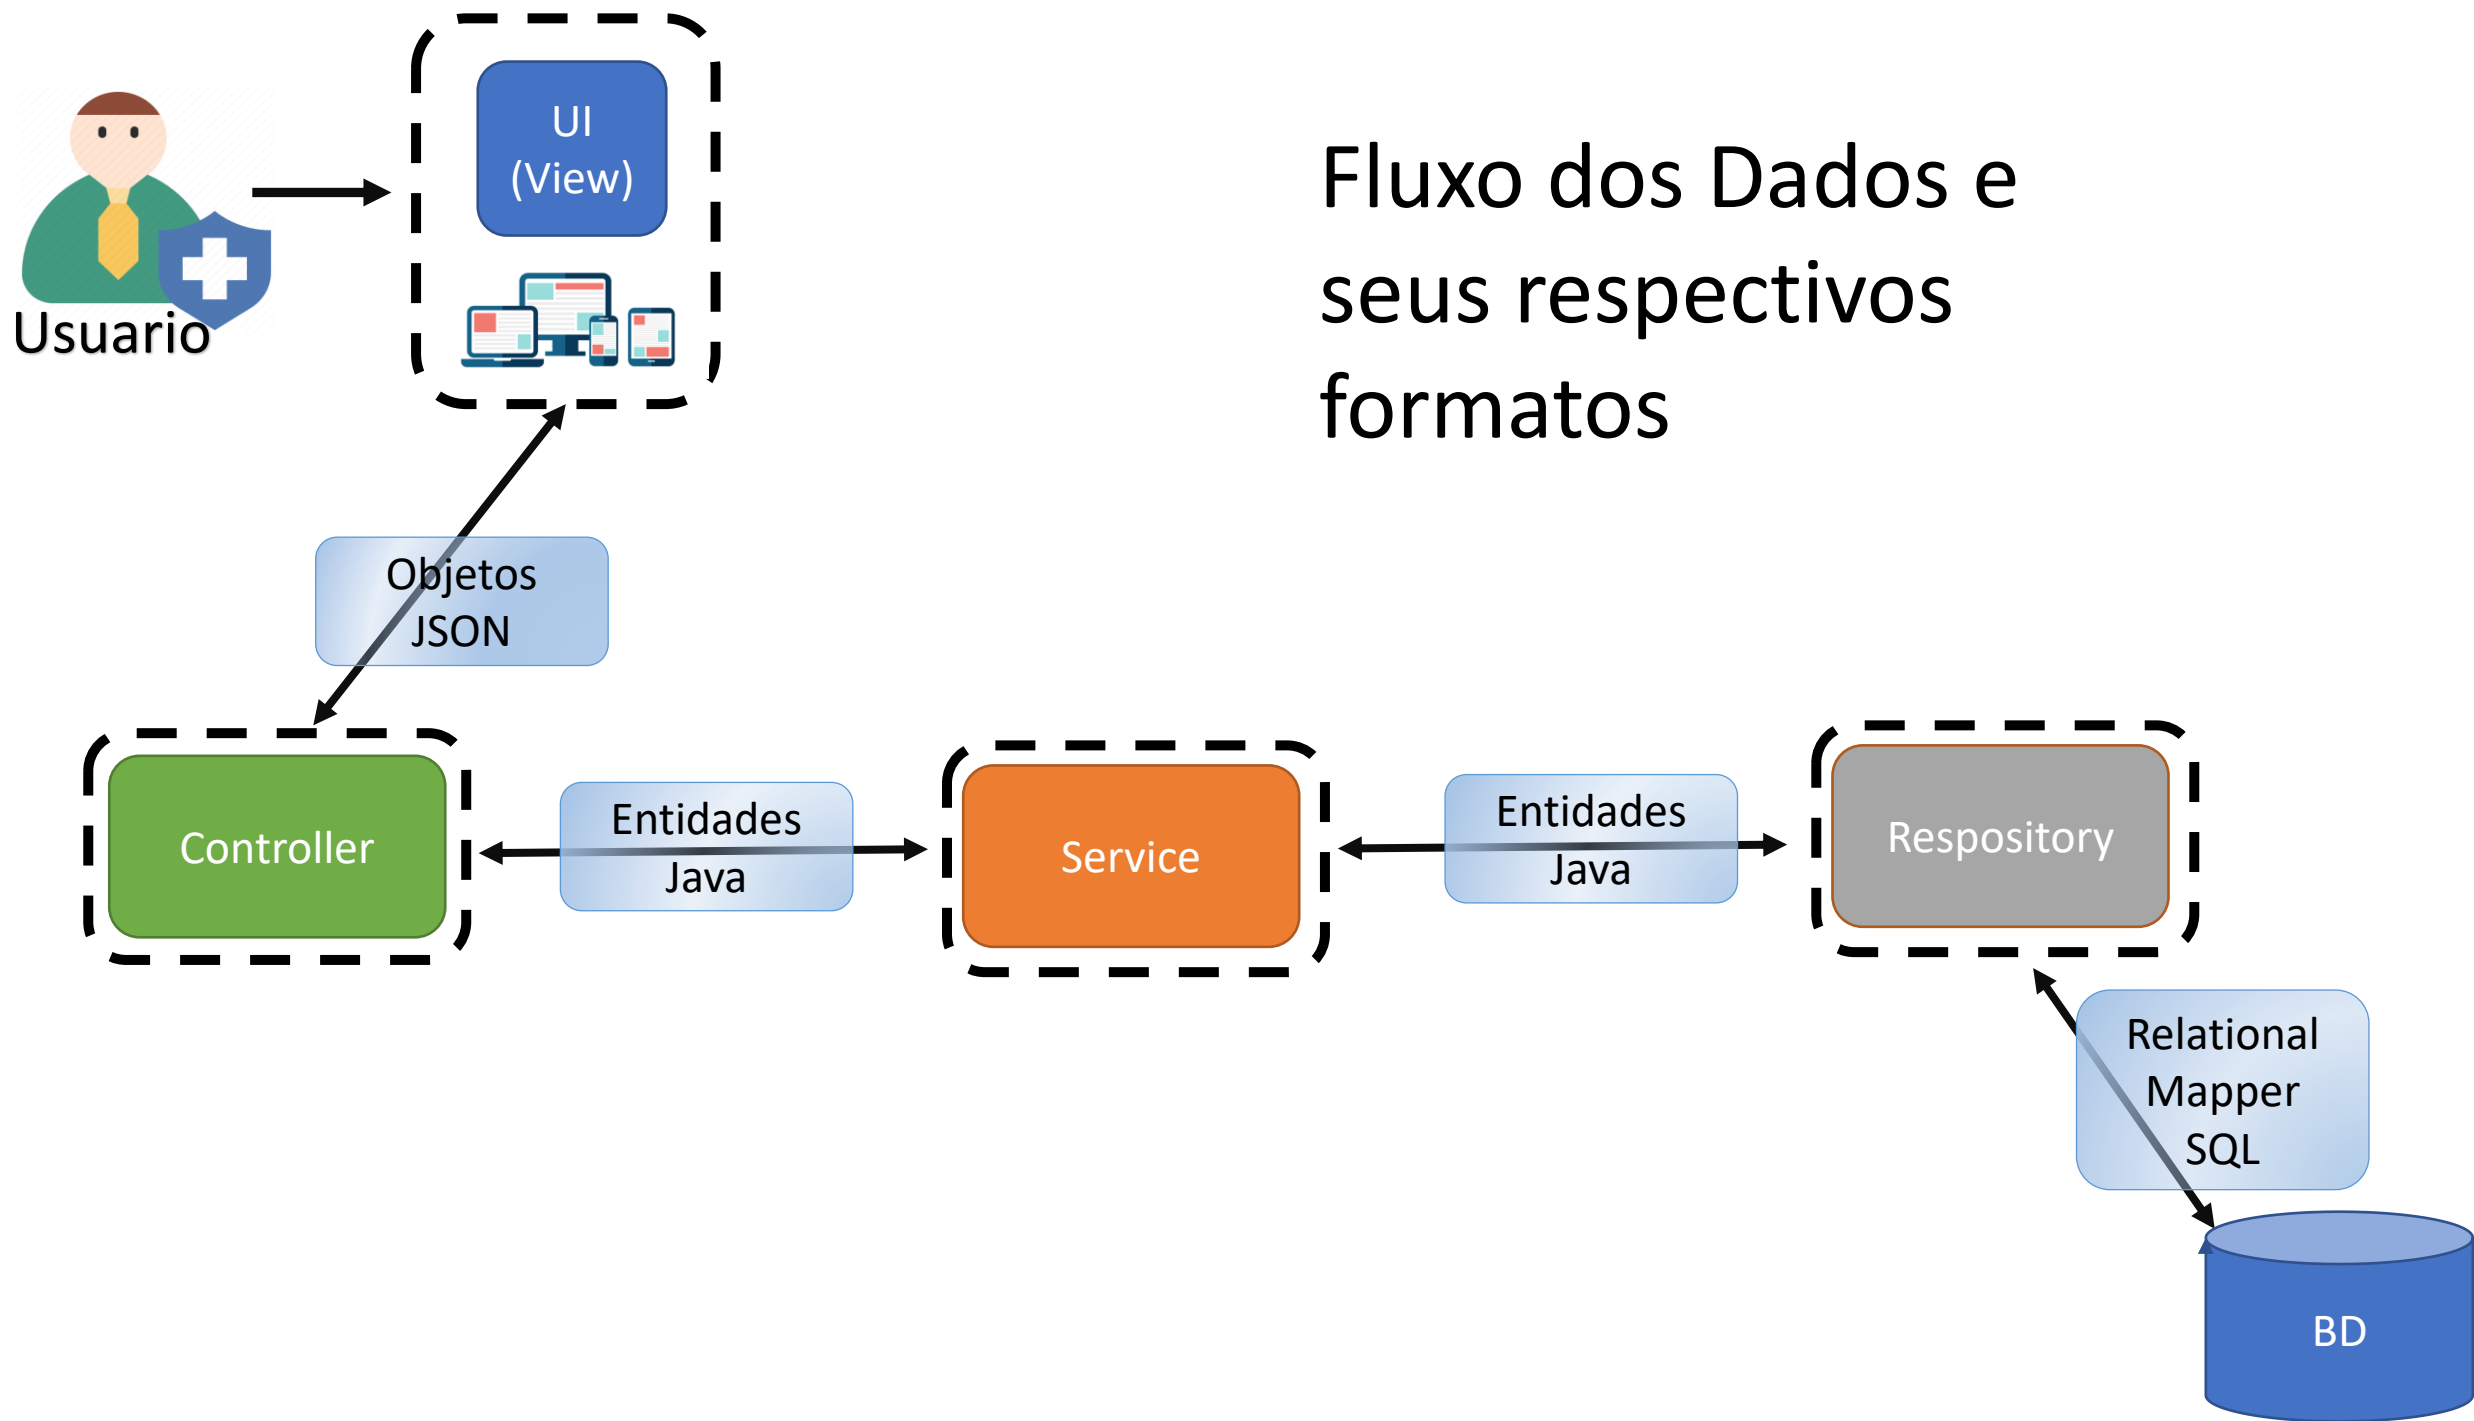 UI
(View)
Usuario
Fluxo dos Dados e
seus respectivos
formatos
Objetos
JSON
Controller
Entidades
Java
Service
Entidades
Java
Respository
Relational
Mapper
SQL
BD